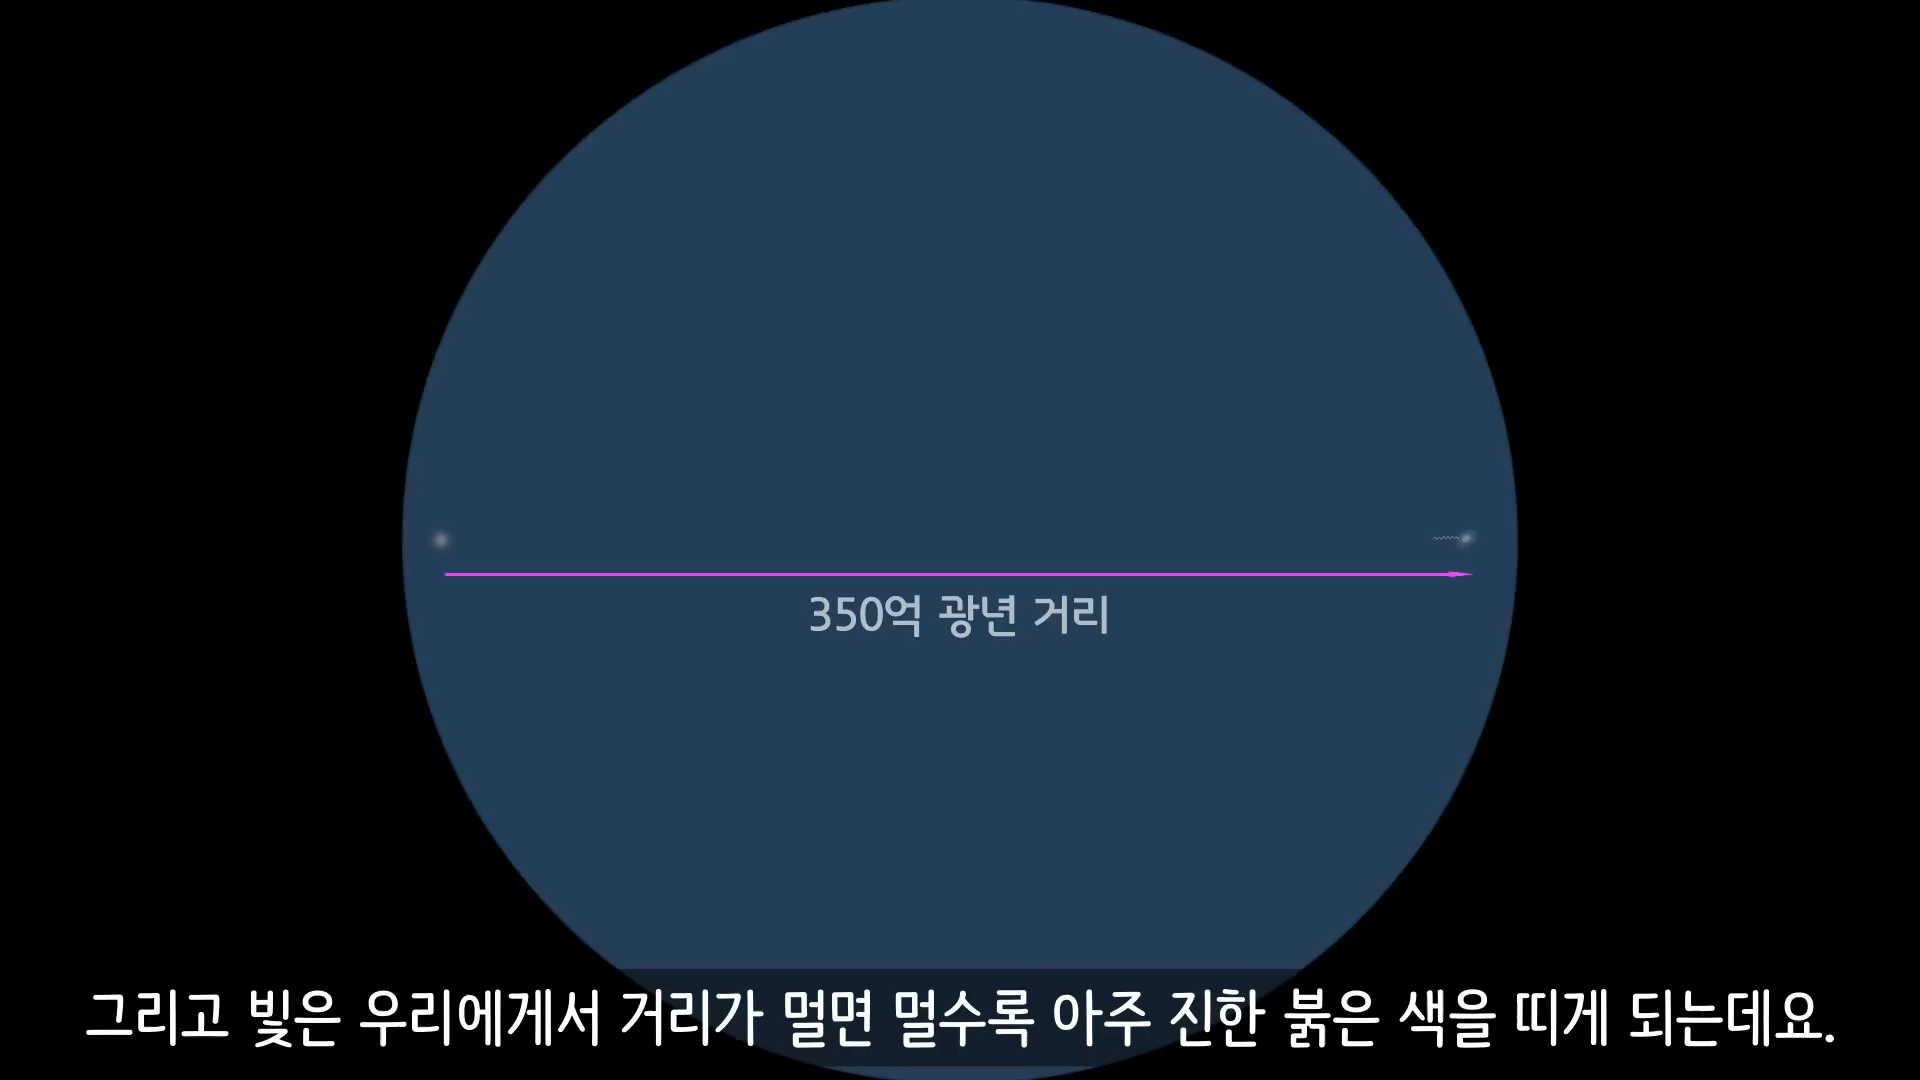 350억 광년 거리
그리고 빛은 우리에게서 거리가 멀면 멀수록 아주 진한 붉은 색을 띠게 되는데요.